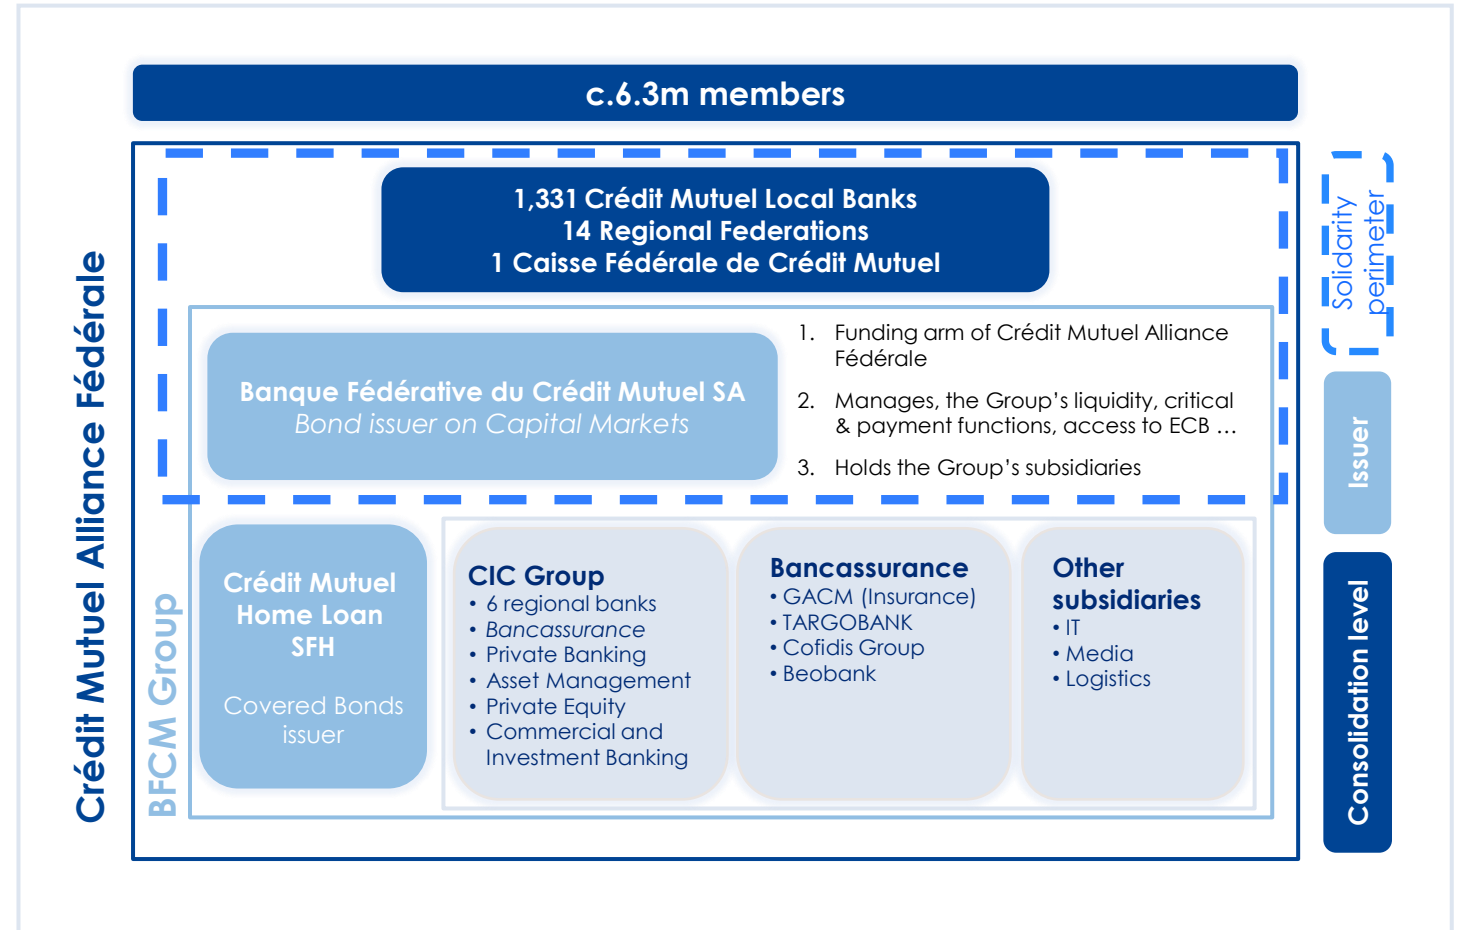 c.6.3m members
Crédit Mutuel Alliance Fédérale
1,331 Crédit Mutuel Local Banks
14 Regional Federations
1 Caisse Fédérale de Crédit Mutuel
Solidarity
perimeter
BFCM Group
Banque Fédérative du Crédit Mutuel SA
Bond issuer on Capital Markets
1. Funding arm of Crédit Mutuel Alliance
Fédérale
2. Manages, the Group's liquidity, critical
& payment functions, access to ECB …
3. Holds the Group's subsidiaries
Issuer
Crédit Mutuel
Home Loan
SFH
Covered Bonds
issuer
CIC Group
• 6 regional banks
• Bancassurance
• Private Banking
• Asset Management
• Private Equity
• Commercial and
Investment Banking
Bancassurance
• GACM (Insurance)
• TARGOBANK
• Cofidis Group
• Beobank
Other
subsidiaries
• IT
• Media
• Logistics
Consolidation level